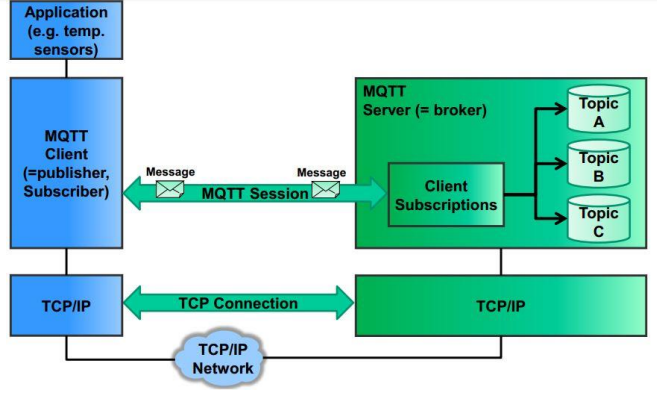 Application
(e.g. temp.
sensors)
MQTT
Client
(=publisher,
Subscriber)
Message
Message
MQTT Session
MQTT
Server (= broker)
Client
Subscriptions
Topic
A
Topic
B
Topic
C
TCP/IP
TCP Connection
TCP/IP
TCP/IP
Network